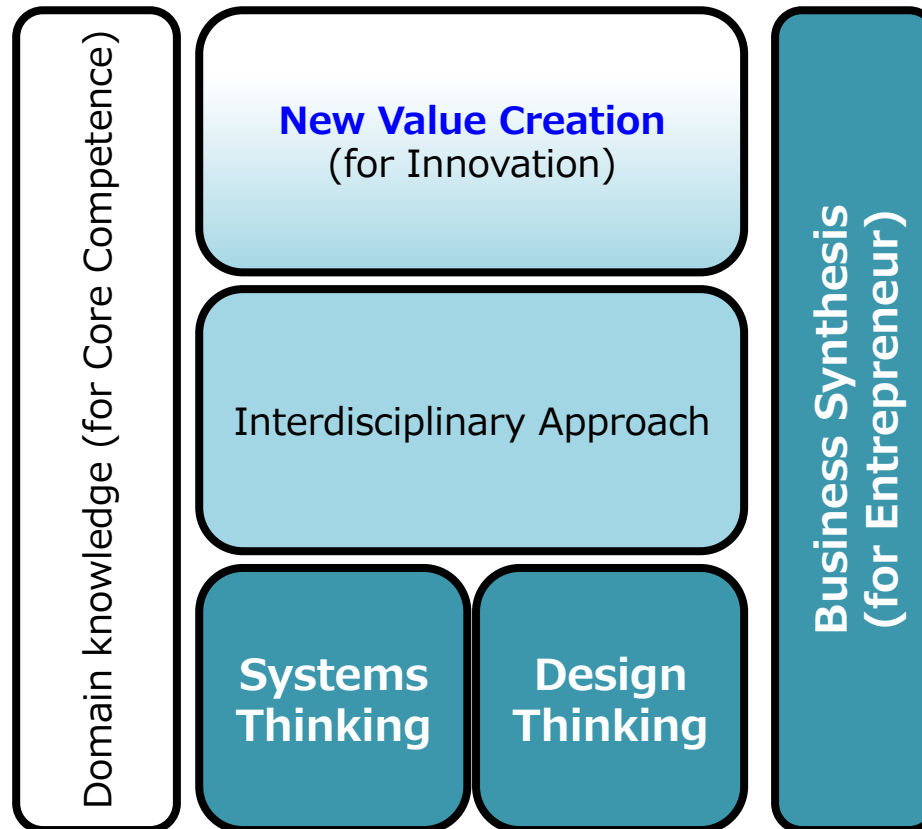 Domain knowledge (for Core Competence)
New Value Creation
(for Innovation)
Interdisciplinary Approach
Systems
Thinking
Design
Thinking
Business Synthesis
(for Entrepreneur)